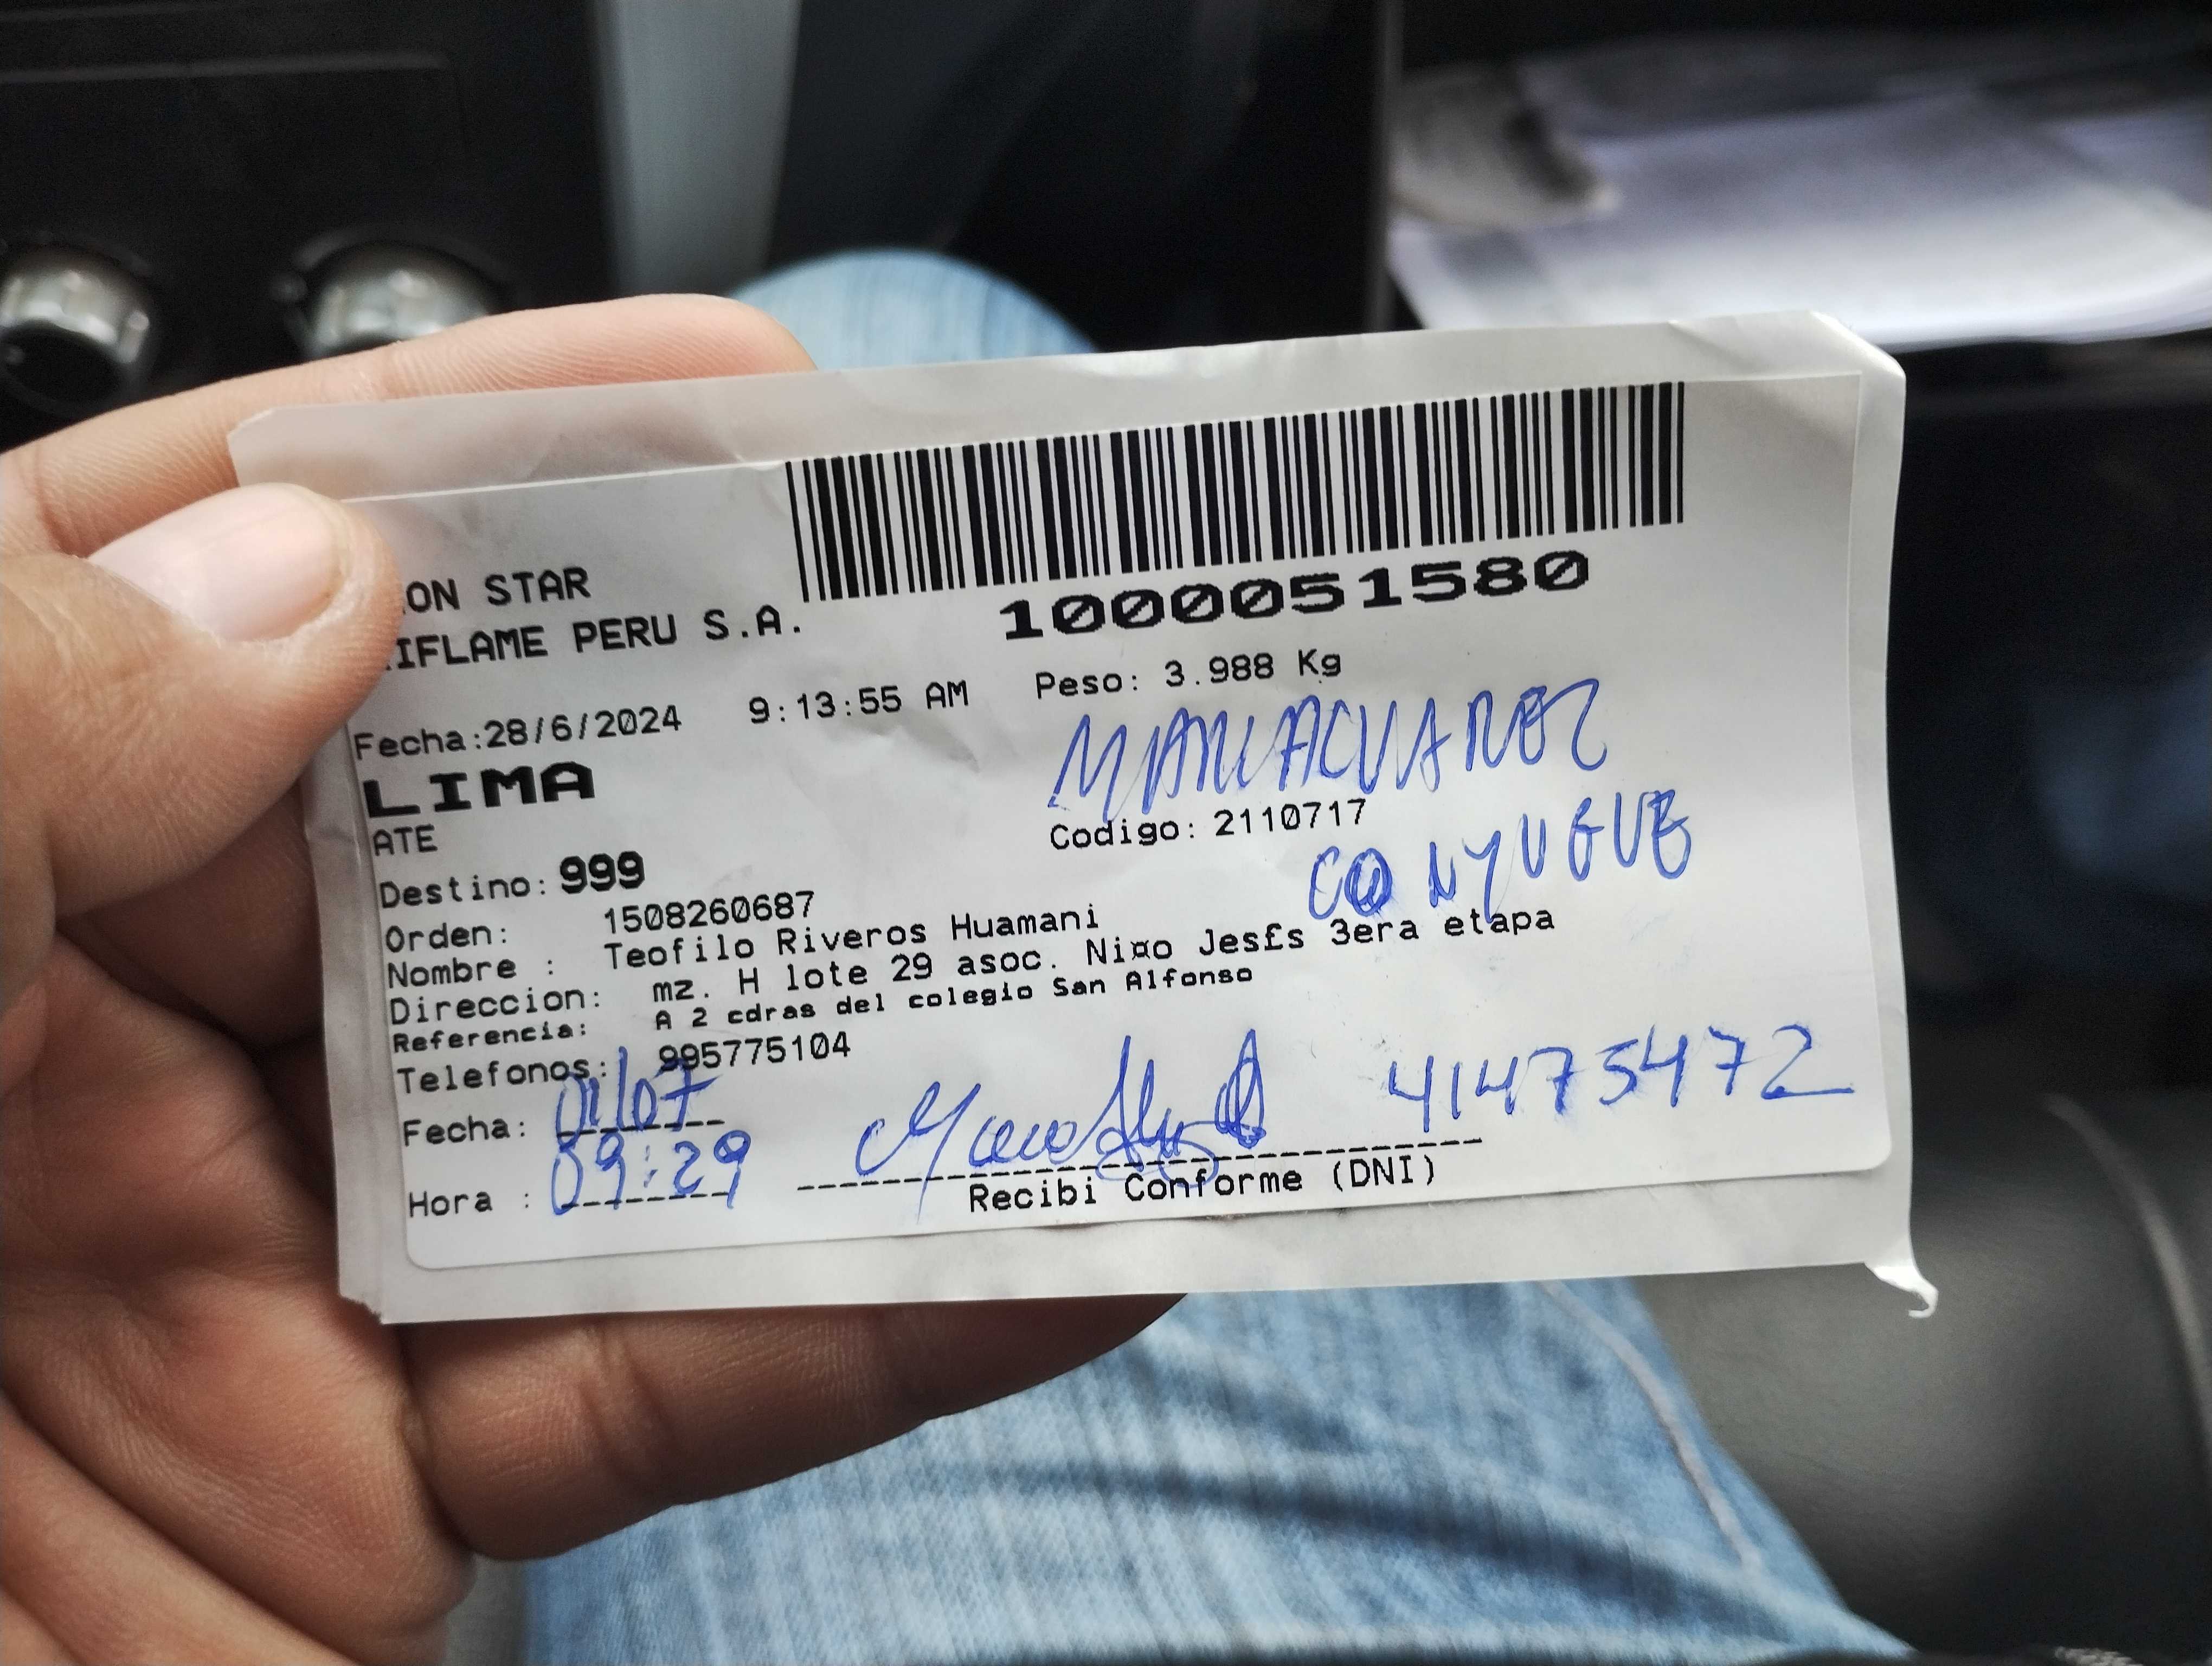 ON STAR
IFLAME PERU S.A.
1000051580
Fecha:28/6/2024 9:13:55 AM Peso: 3.988 Kg
LIMA
ATE
Codigo: 2110717
CONYUGUE
Destino: 999
Orden: 1508260687
Nombre : Teofilo Riveros Huamani
Direccion: mz. H lote 29 asoc. Ni¤o Jes£s 3era etapa
Referencia: A 2 cdras del colegio San Alfonso
Telefonos: 995775104
Fecha: 01/07
41475472
Hora : 09:29
Recibi Conforme (DNI)